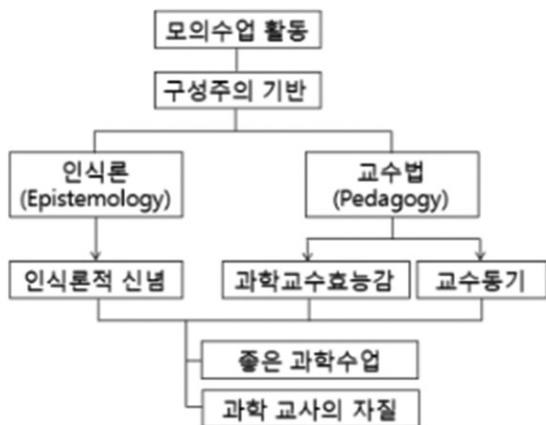 모의수업 활동
구성주의 기반
인식론
(Epistemology)
교수법
(Pedagogy)
인식론적 신념
과학교수효능감
교수동기
좋은 과학수업
과학 교사의 자질